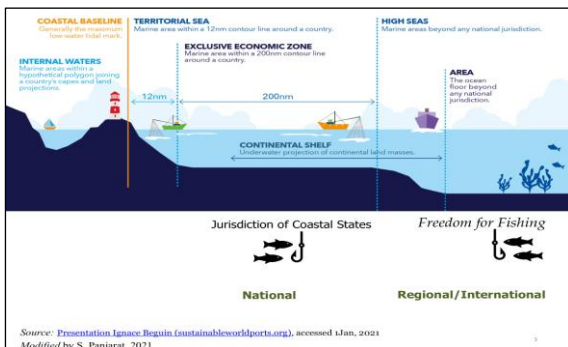 COASTAL BASELINE
Generally the maximum
low-water tidal mark.
TERRITORIAL SEA
Marine area within a 12nm contour line around a country.
HIGH SEAS
Marine areas beyond any national jurisdiction.
EXCLUSIVE ECONOMIC ZONE
Marine area within a 200nm contour line
around a country.
INTERNAL WATERS
Marine areas within a
hypothetical polygon joining
a country's capes and land
projections.
AREA
The ocean
floor beyond
any national
jurisdiction.
12nm
200nm
CONTINENTAL SHELF
Underwater projection of continental land masses.
Jurisdiction of Coastal States
Freedom for Fishing
National
Regional/International
Source: Presentation Ignace Beguin (sustainableworldports.org), accessed 1Jan, 2021
Modified by S. Panjarat, 2021
3